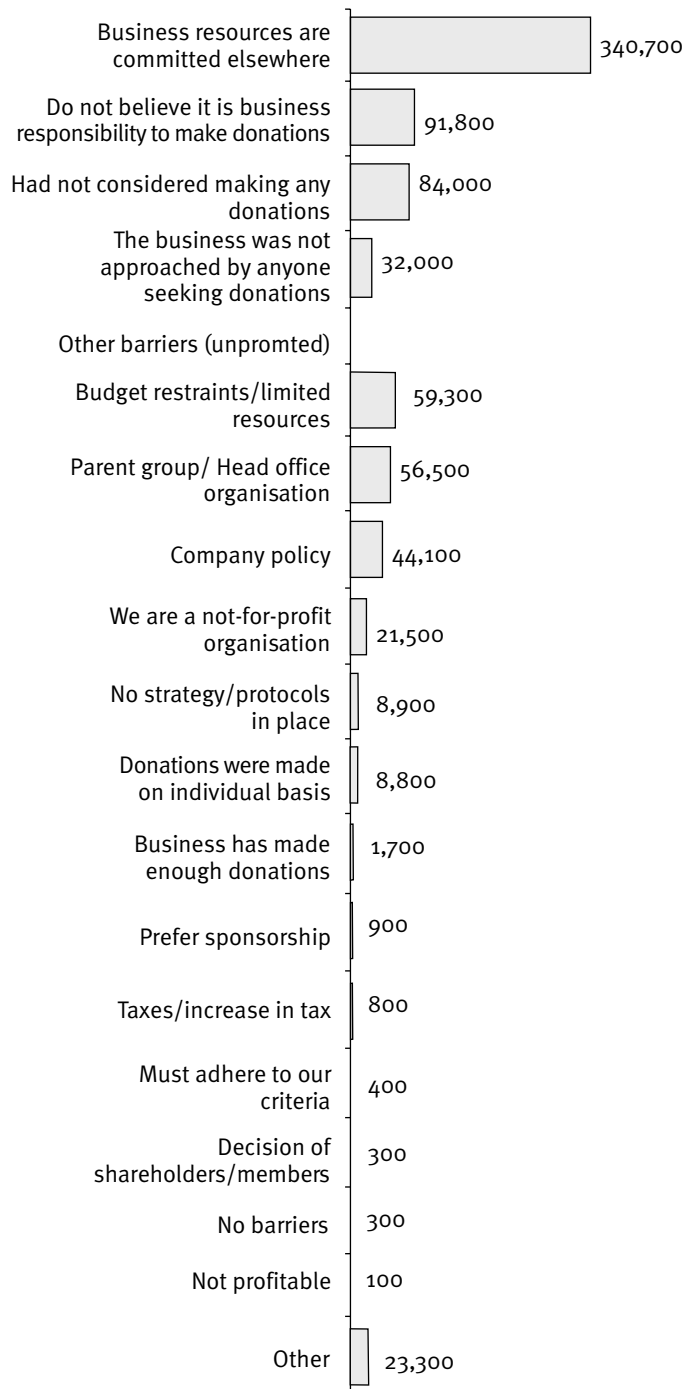 Business resources are
committed elsewhere
340,700
Do not believe it is business
responsibility to make donations
91,800
Had not considered making any
donations
84,000
The business was not
approached by anyone
seeking donations
32,000
Other barriers (unpromted)
Budget restraints/limited
resources
59,300
Parent group/ Head office
organisation
56,500
Company policy
44,100
We are a not-for-profit
organisation
21,500
No strategy/protocols
in place
8,900
Donations were made
on individual basis
8,800
Business has made
enough donations
1,700
Prefer sponsorship
900
Taxes/increase in tax
800
Must adhere to our
criteria
400
Decision of
shareholders/members
300
No barriers
300
Not profitable
100
Other
23,300